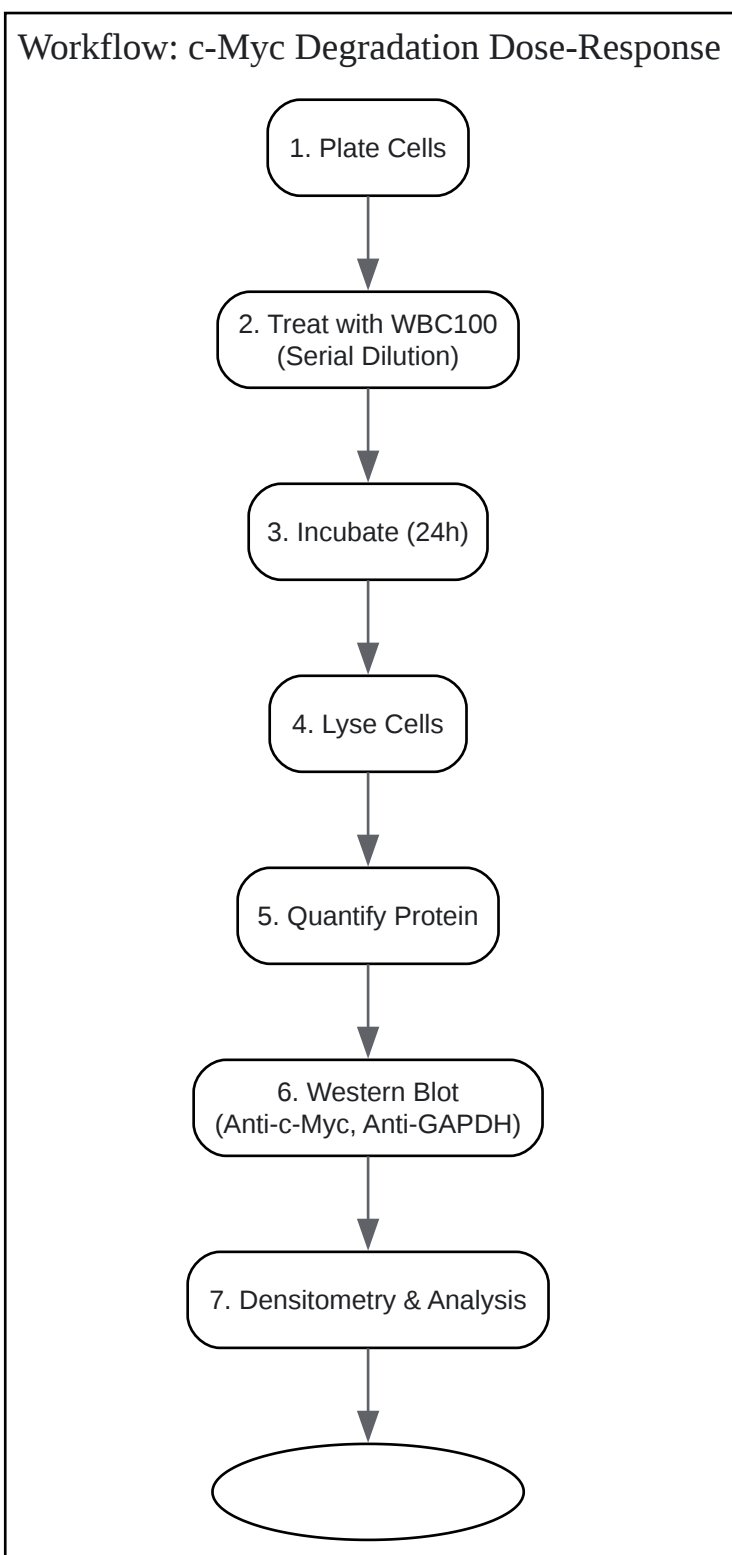 Workflow: c-Myc Degradation Dose-Response
1. Plate Cells
2. Treat with WBC100
(Serial Dilution)
3. Incubate (24h)
4. Lyse Cells
5. Quantify Protein
6. Western Blot
(Anti-c-Myc, Anti-GAPDH)
7. Densitometry & Analysis